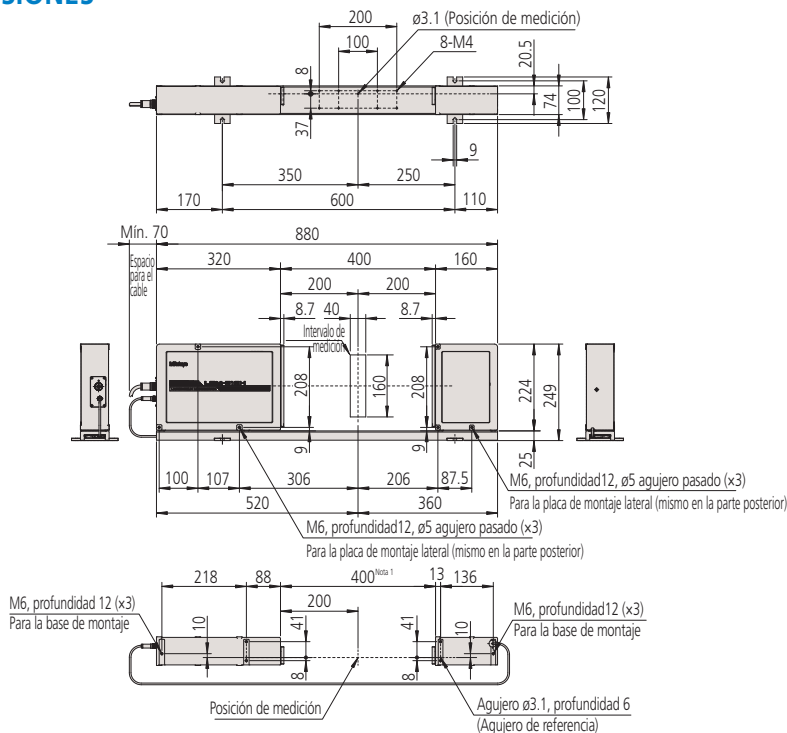 SIONES
200
ø3.1 (Posición de medición)
100
8-M4
8
37
20.5
74
100
120
9
350
250
170
600
110
Mín. 70
880
Espacio
para el
cable
320
400
160
200
200
8.7
40
8.7
Intervalo de
medición
Mitutoyo
208
160
208
224
249
9
9
25
100
107
306
206
87.5
M6, profundidad12, ø5 agujero pasado (×3)
Para la placa de montaje lateral (mismo en la parte posterior)
520
360
M6, profundidad12, ø5 agujero pasado (×3)
Para la placa de montaje lateral (mismo en la parte posterior)
218
88
400 Nota 1
13
136
M6, profundidad 12 (×3)
Para la base de montaje
200
M6, profundidad12 (×3)
Para la base de montaje
10
41
41
10
8
8
Posición de medición
Agujero ø3.1, profundidad 6
(Agujero de referencia)